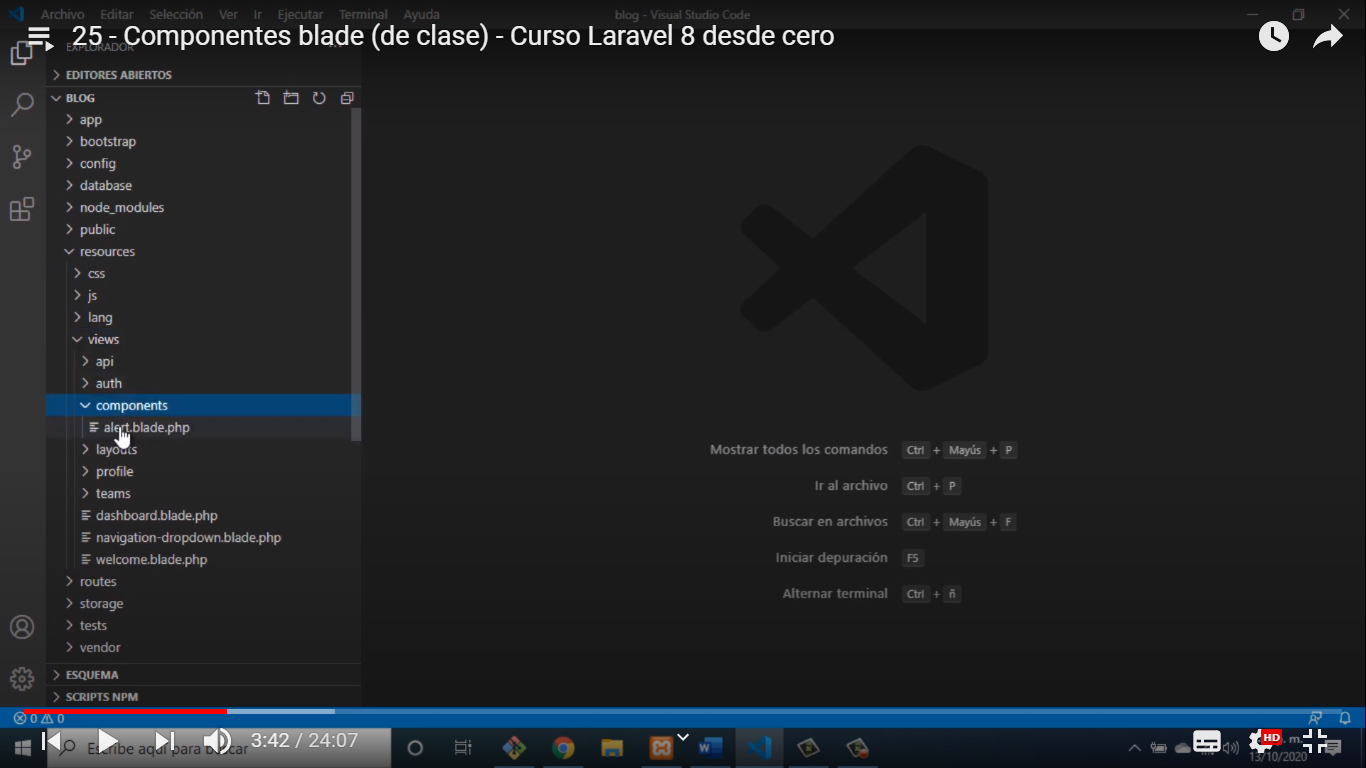 Archivo Editar Selección Ver Ir Ejecutar Terminal Ayuda
blog - Visual Studio Code
25 - Componentes blade (de clase) - Curso Laravel 8 desde cero
EXPLORADOR
EDITORES ABIERTOS
BLOG
app
bootstrap
config
database
node_modules
public
resources
css
js
lang
views
api
auth
components
alert.blade.php
layouts
profile
teams
dashboard.blade.php
navigation-dropdown.blade.php
welcome.blade.php
routes
storage
tests
vendor
ESQUEMA
SCRIPTS NPM
Mostrar todos los comandos Ctrl + Mayús + P
Ir al archivo Ctrl + P
Buscar en archivos Ctrl + Mayús + F
Iniciar depuración F5
Alternar terminal Ctrl + ñ
0 0
Escribe aquí para buscar
3:42 / 24:07
HD
m.
13/10/2020